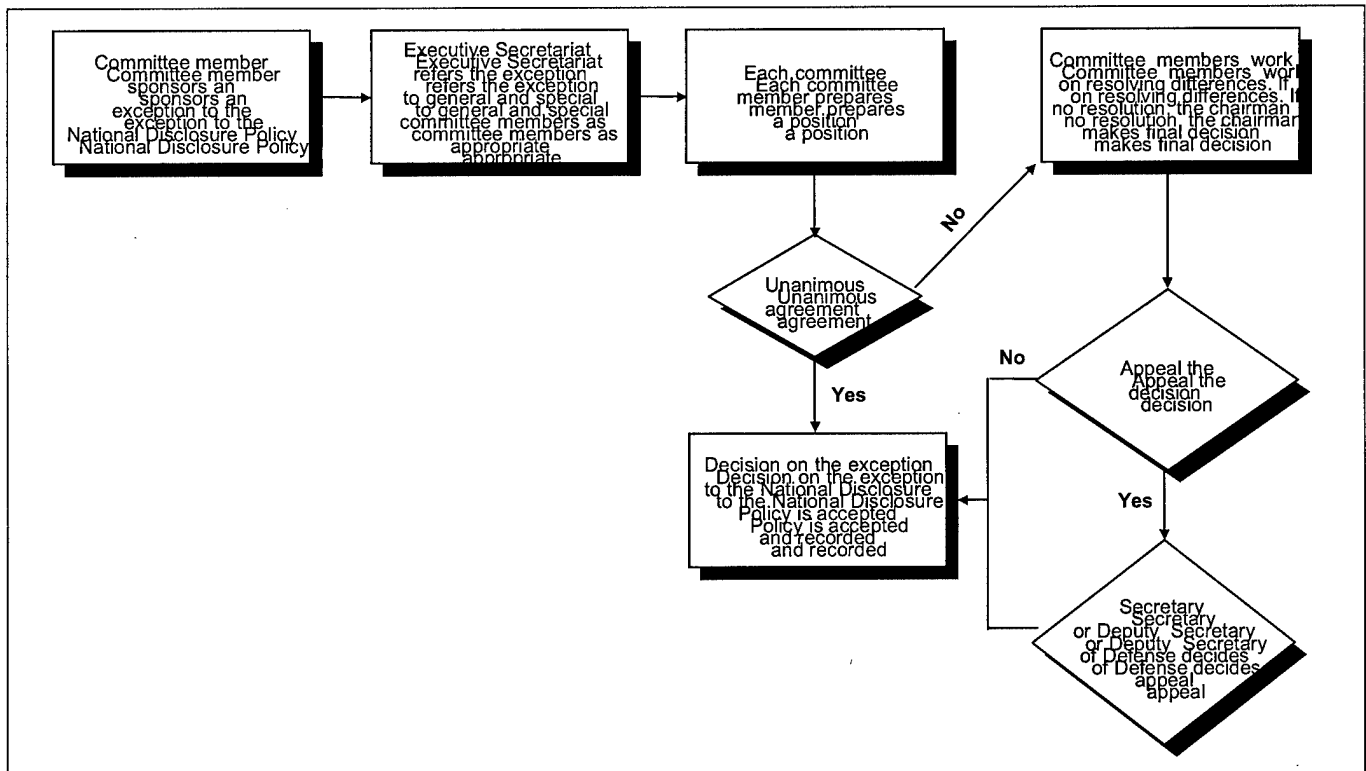 Committee member
sponsors an
exception to the
National Disclosure Policy
Executive Secretariat
refers the exception
to general and special
committee members as
appropriate
Each committee
member prepares
a position
Committee members work
on resolving differences. If
no resolution, the chairman
makes final decision
No
Unanimous
agreement
Yes
No
Appeal the
decision
Yes
Decision on the exception
to the National Disclosure
Policy is accepted
and recorded
Secretary
or Deputy Secretary
of Defense decides
appeal